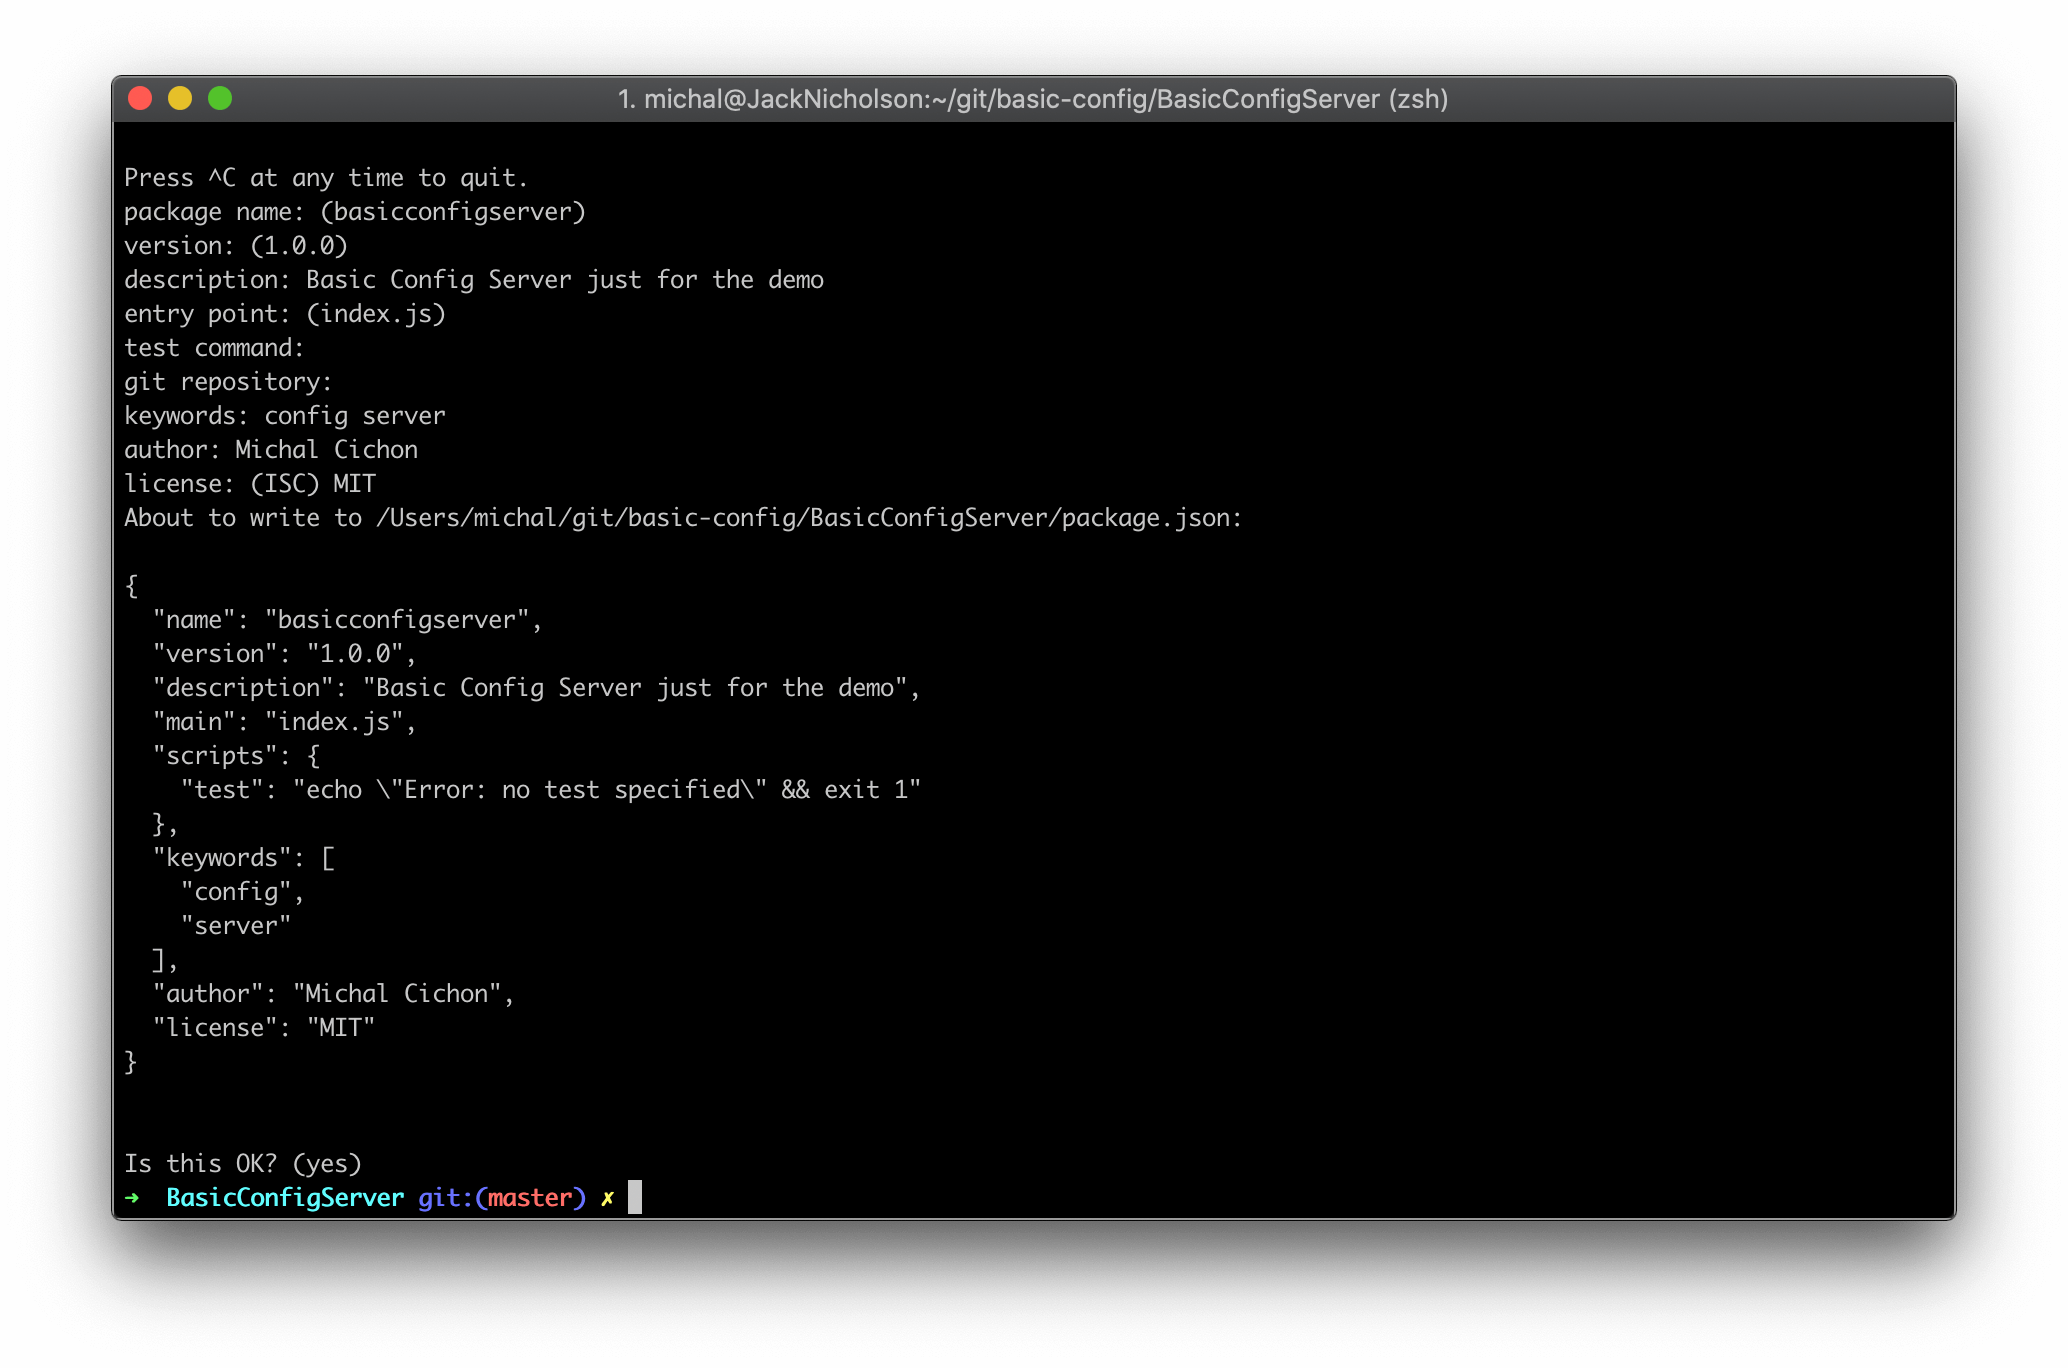 1. michal@JackNicholson:~/git/basic-config/BasicConfigServer (zsh)
Press ^C at any time to quit.
package name: (basicconfigserver)
version: (1.0.0)
description: Basic Config Server just for the demo
entry point: (index.js)
test command:
git repository:
keywords: config server
author: Michal Cichon
license: (ISC) MIT
About to write to /Users/michal/git/basic-config/BasicConfigServer/package.json:

{
  "name": "basicconfigserver",
  "version": "1.0.0",
  "description": "Basic Config Server just for the demo",
  "main": "index.js",
  "scripts": {
    "test": "echo \"Error: no test specified\" && exit 1"
  },
  "keywords": [
    "config",
    "server"
  ],
  "author": "Michal Cichon",
  "license": "MIT"
}

Is this OK? (yes)
➜  BasicConfigServer git:(master) ✗